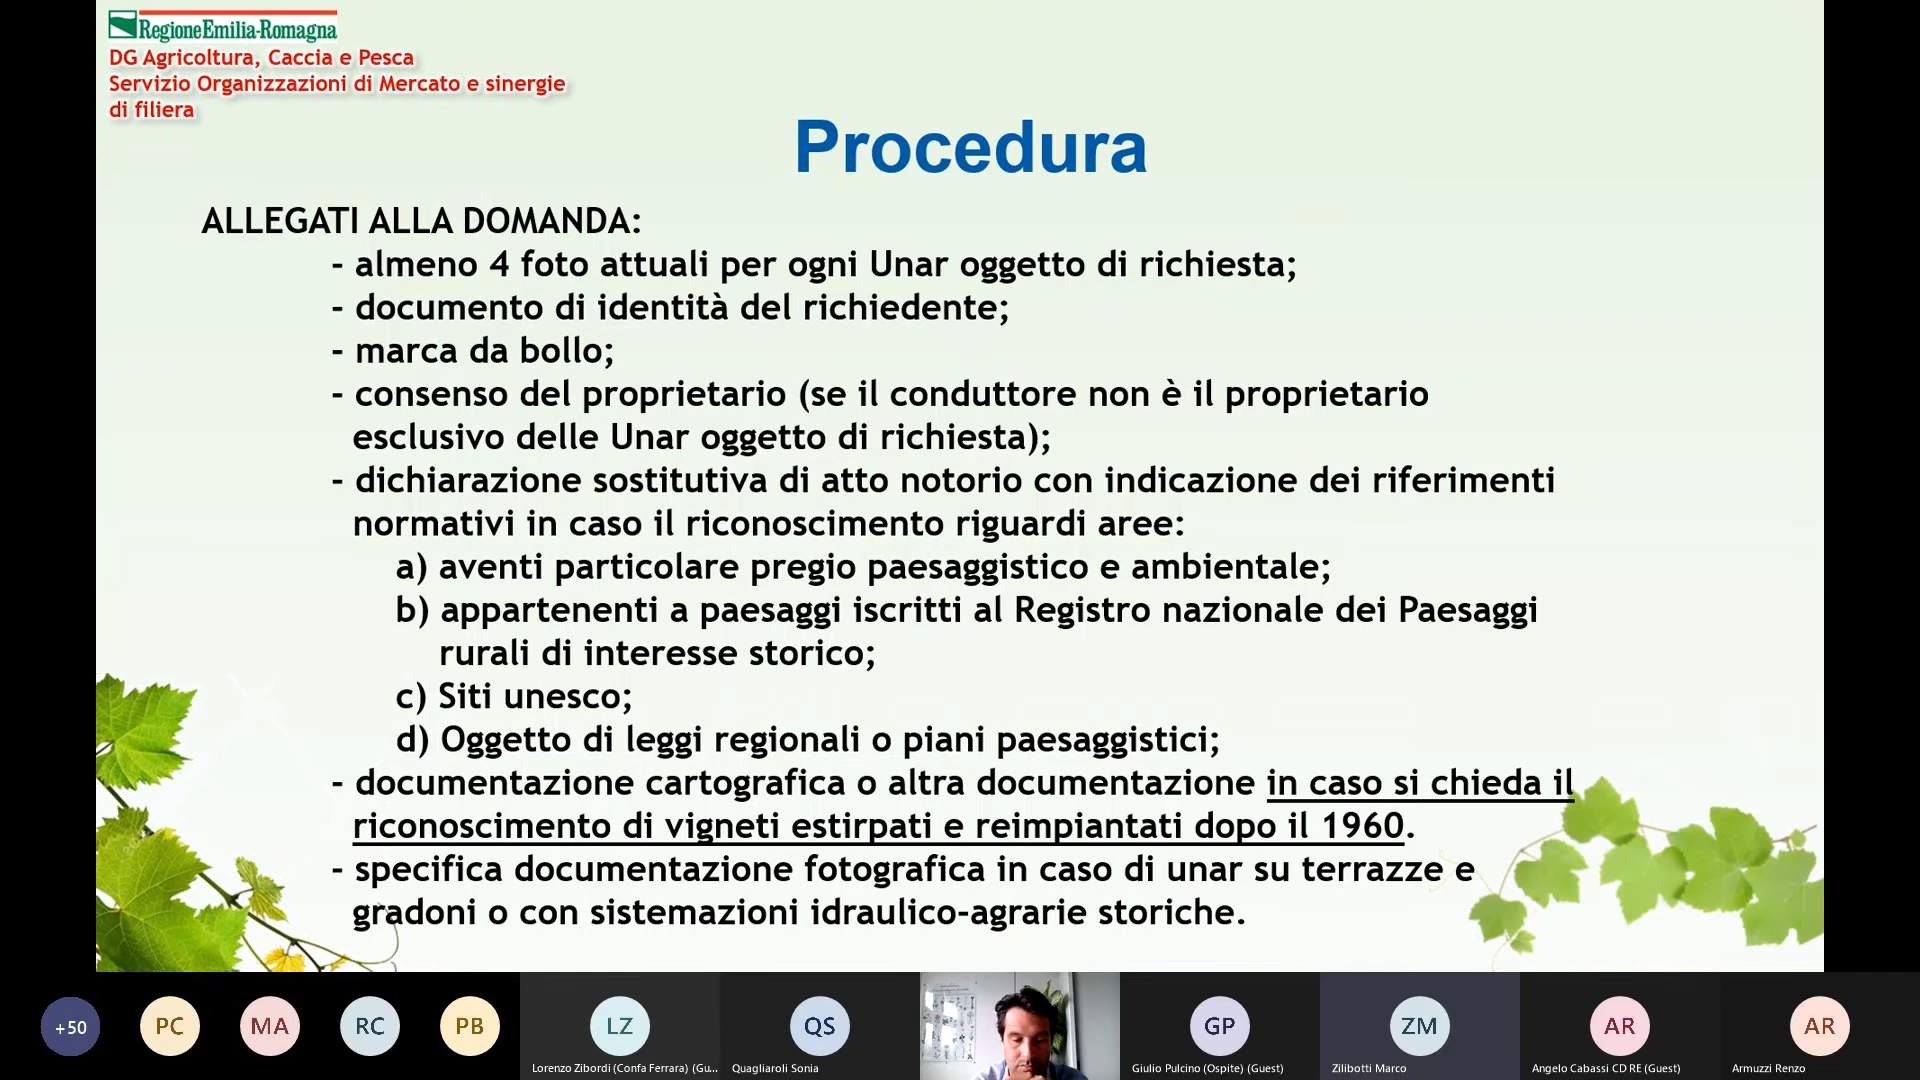 RegioneEmilia-Romagna
DG Agricoltura, Caccia e Pesca
Servizio Organizzazioni di Mercato e sinergie
di filiera
Procedura
ALLEGATI ALLA DOMANDA:
- almeno 4 foto attuali per ogni Unar oggetto di richiesta;
- documento di identità del richiedente;
- marca da bollo;
- consenso del proprietario (se il conduttore non è il proprietario
esclusivo delle Unar oggetto di richiesta);
- dichiarazione sostitutiva di atto notorio con indicazione dei riferimenti
normativi in caso il riconoscimento riguardi aree:
a) aventi particolare pregio paesaggistico e ambientale;
b) appartenenti a paesaggi iscritti al Registro nazionale dei Paesaggi
rurali di interesse storico;
c) Siti unesco;
d) Oggetto di leggi regionali o piani paesaggistici;
- documentazione cartografica o altra documentazione in caso si chieda il
riconoscimento di vigneti estirpati e reimpiantati dopo il 1960.
- specifica documentazione fotografica in caso di unar su terrazze e
gradoni o con sistemazioni idraulico-agrarie storiche.
+50
PC
MA
RC
PB
LZ
QS
GP
ZM
AR
AR
Lorenzo Zibordi (Confa Ferrara) (Gu...
Quagliaroli Sonia
Giulio Pulcino (Ospite) (Guest)
Zilibotti Marco
Angelo Cabassi CD RE (Guest)
Armuzzi Renzo